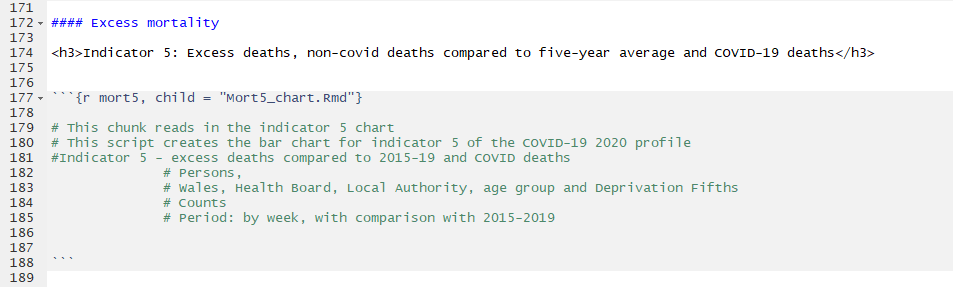 171
172 #### Excess mortality
173
174 <h3>Indicator 5: Excess deaths, non-covid deaths compared to five-year average and COVID-19 deaths</h3>
175
176
177 ```{r mort5, child = "Mort5_chart.Rmd"}
178
179 # This chunk reads in the indicator 5 chart
180 # This script creates the bar chart for indicator 5 of the COVID-19 2020 profile
181 #Indicator 5 - excess deaths compared to 2015-19 and COVID deaths
182 # Persons,
183 # Wales, Health Board, Local Authority, age group and Deprivation Fifths
184 # Counts
185 # Period: by week, with comparison with 2015-2019
186
187
188 ```
189